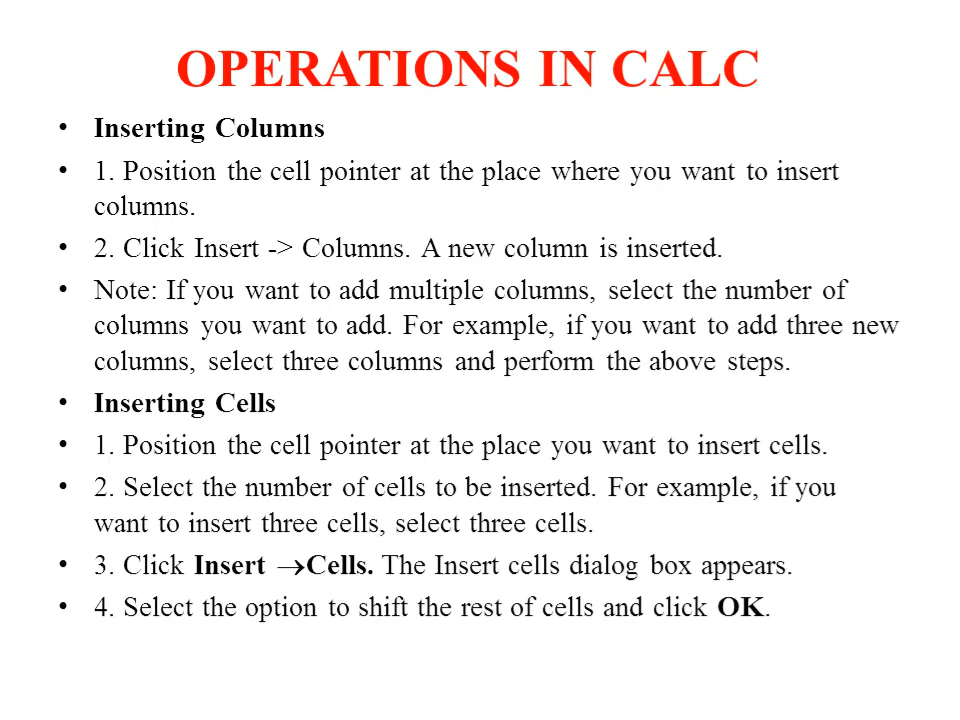 OPERATIONS IN CALC
• Inserting Columns
• 1. Position the cell pointer at the place where you want to insert
columns.
• 2. Click Insert -> Columns. A new column is inserted.
• Note: If you want to add multiple columns, select the number of
columns you want to add. For example, if you want to add three new
columns, select three columns and perform the above steps.
• Inserting Cells
• 1. Position the cell pointer at the place you want to insert cells.
• 2. Select the number of cells to be inserted. For example, if you
want to insert three cells, select three cells.
• 3. Click Insert →Cells. The Insert cells dialog box appears.
• 4. Select the option to shift the rest of cells and click OK.